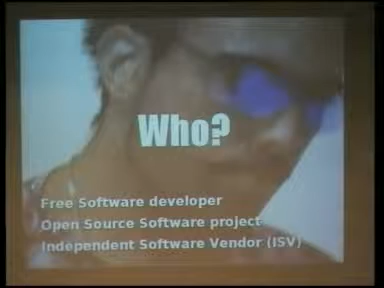 Who?
Free Software developer
Open Source Software project
Independent Software Vendor (ISV)